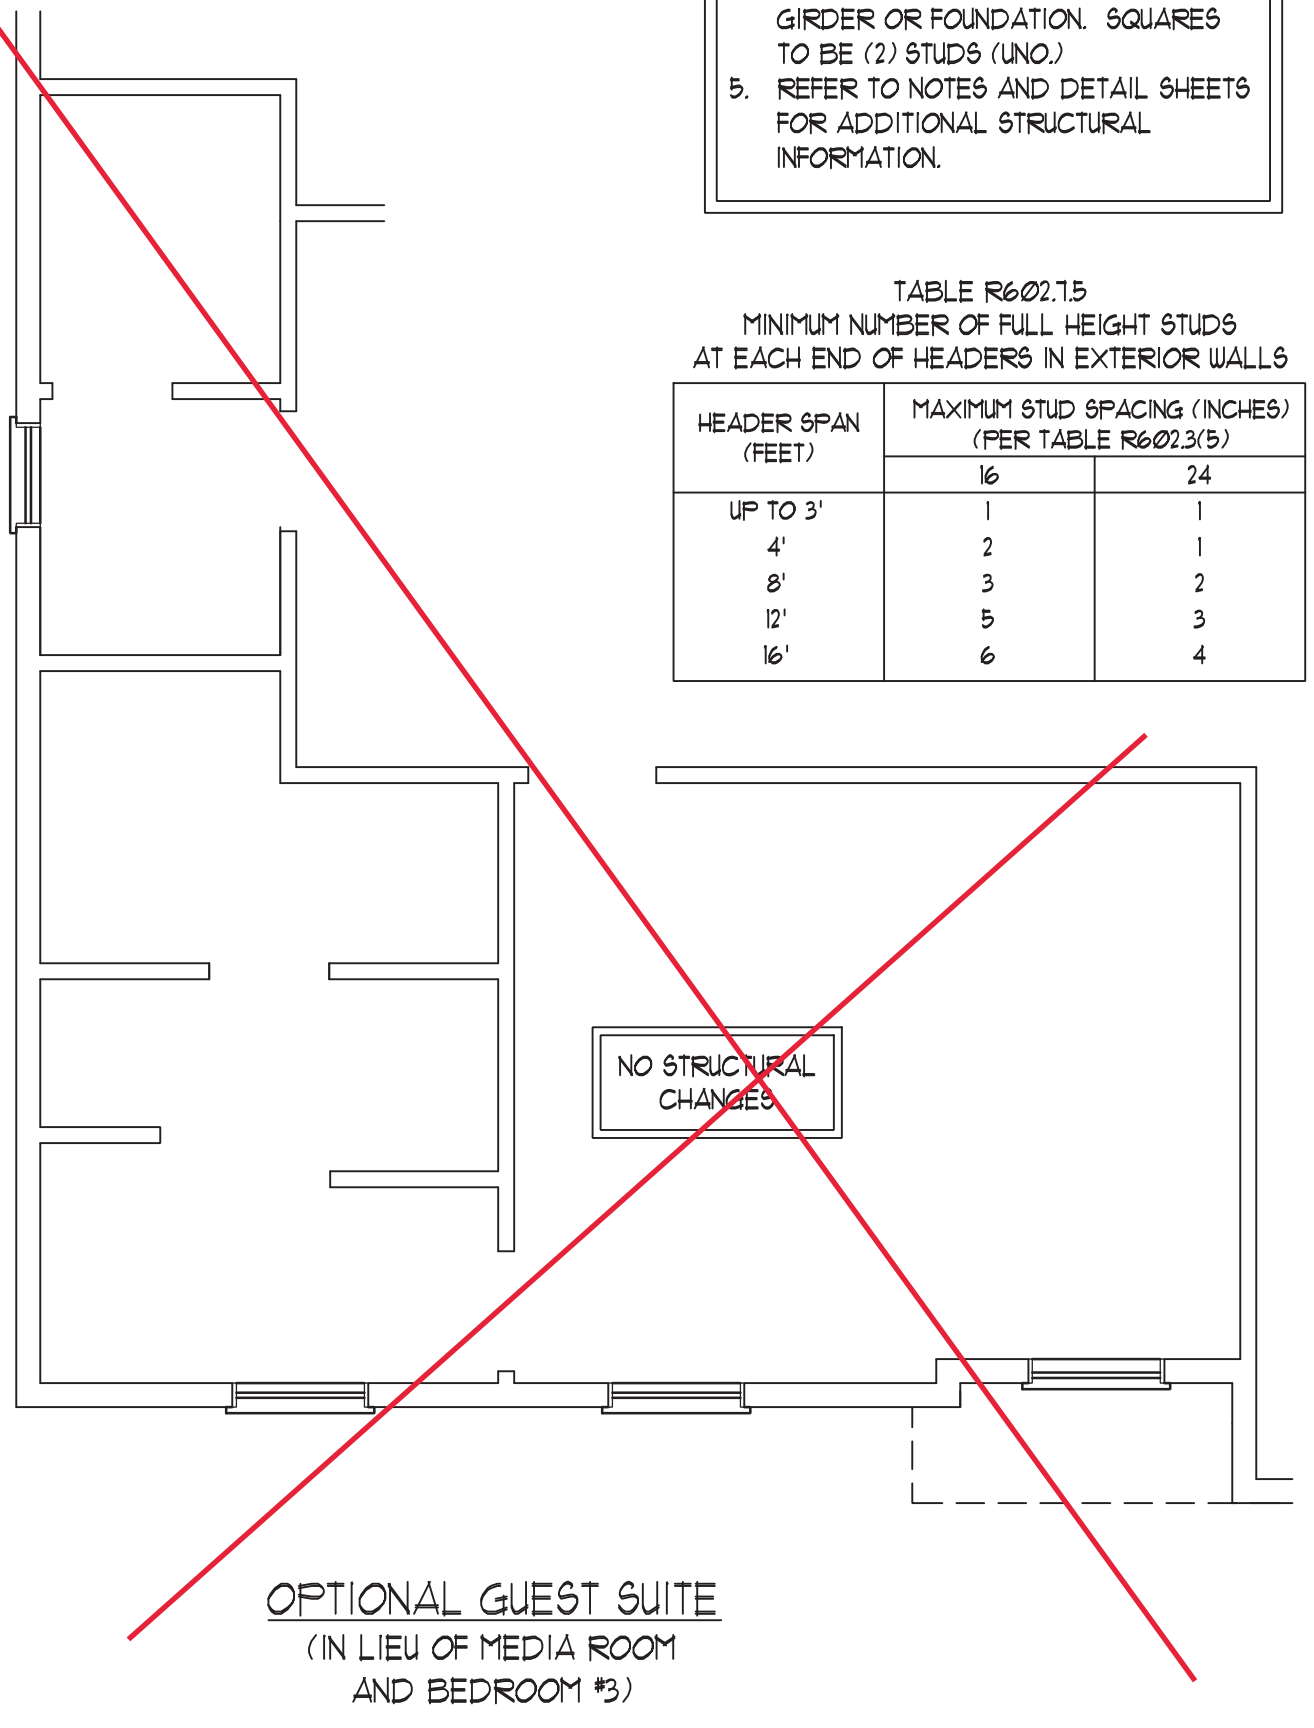 GIRDER OR FOUNDATION. SQUARES
TO BE (2) STUDS (UNO.)
5. REFER TO NOTES AND DETAIL SHEETS
FOR ADDITIONAL STRUCTURAL
INFORMATION.
TABLE R602.7.5
MINIMUM NUMBER OF FULL HEIGHT STUDS
AT EACH END OF HEADERS IN EXTERIOR WALLS
HEADER SPAN
(FEET)
MAXIMUM STUD SPACING (INCHES)
(PER TABLE R602.3(5)
16 24
UP TO 3' 1 1
4' 2 1
8' 3 2
12' 5 3
16' 6 4
NO STRUCTURAL
CHANGES
OPTIONAL GUEST SUITE
(IN LIEU OF MEDIA ROOM
AND BEDROOM #3)